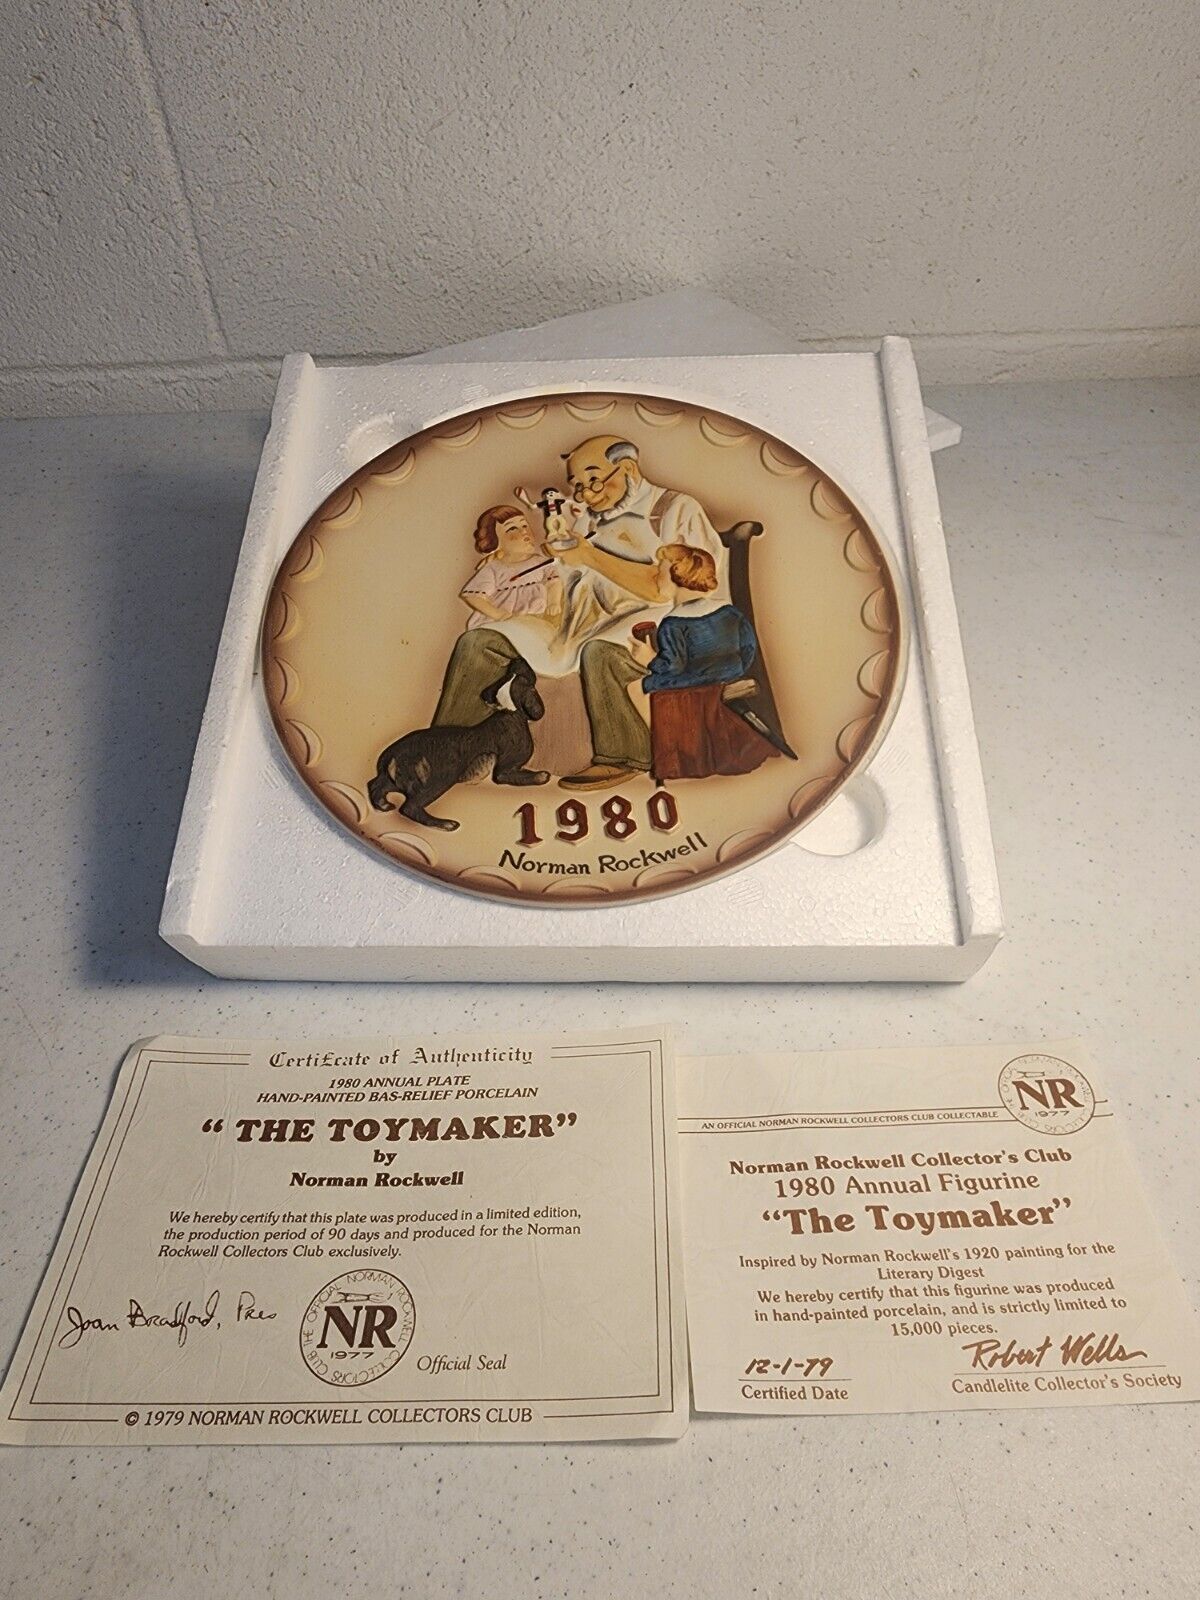 1980
Norman Rockwell
Certificate of Authenticity
1980 ANNUAL PLATE
HAND-PAINTED BAS-RELIEF PORCELAIN
“THE TOYMAKER”
by
Norman Rockwell
We hereby certify that this plate was produced in a limited edition,
the production period of 90 days and produced for the Norman
Rockwell Collectors Club exclusively.
Joan Bradford, Pres
THE OFFICIAL NORMAN ROCKWELL COLLECTORS CLUB
NR
1977
Official Seal
© 1979 NORMAN ROCKWELL COLLECTORS CLUB
NR
1977
AN OFFICIAL NORMAN ROCKWELL COLLECTORS CLUB COLLECTABLE
Norman Rockwell Collector's Club
1980 Annual Figurine
“The Toymaker”
Inspired by Norman Rockwell's 1920 painting for the
Literary Digest
We hereby certify that this figurine was produced
in hand-painted porcelain, and is strictly limited to
15,000 pieces.
12-1-79
Certified Date
Robert Wells
Candlelite Collector's Society